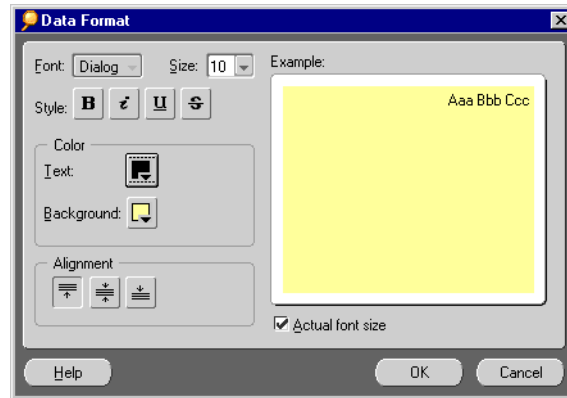 Data Format
Font: Dialog Size: 10
Style: B i U S
Color
Text:
Background:
Alignment
Example:
Aaa Bbb Ccc
Actual font size
Help OK Cancel